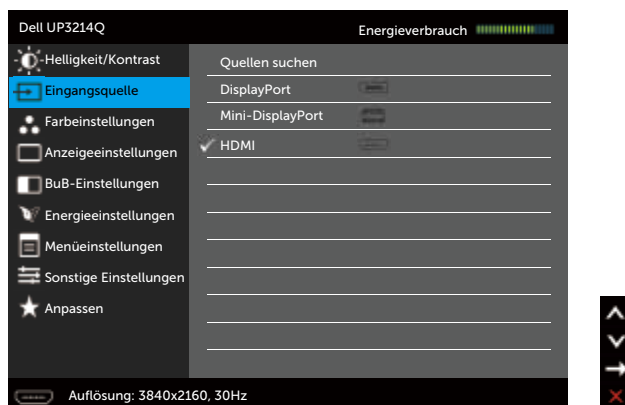 Dell UP3214Q
Energieverbrauch
Helligkeit/Kontrast
Eingangsquelle
Farbeinstellungen
Anzeigeeinstellungen
BuB-Einstellungen
Energieeinstellungen
Menüeinstellungen
Sonstige Einstellungen
Anpassen
Quellen suchen
DisplayPort
Mini-DisplayPort
HDMI
Auflösung: 3840x2160, 30Hz